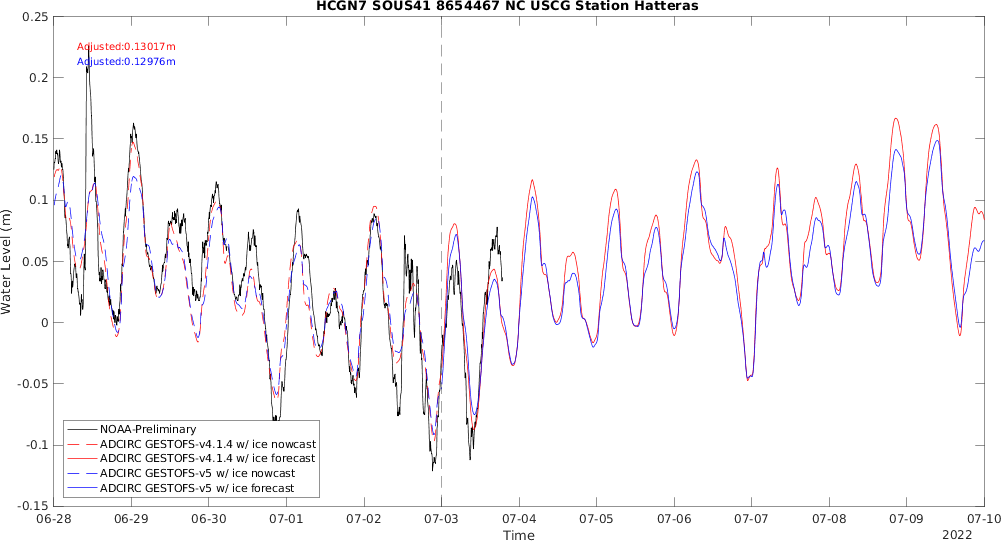 HCGN7 SOUS41 8654467 NC USCG Station Hatteras
0.25
Adjusted:0.13017m
Adjusted:0.12976m
0.2
0.15
0.1
0.05
0
-0.05
-0.1
-0.15
Water Level (m)
NOAA-Preliminary
ADCIRC GESTOFS-v4.1.4 w/ ice nowcast
ADCIRC GESTOFS-v4.1.4 w/ ice forecast
ADCIRC GESTOFS-v5 w/ ice nowcast
ADCIRC GESTOFS-v5 w/ ice forecast
06-28 06-29 06-30 07-01 07-02 07-03 07-04 07-05 07-06 07-07 07-08 07-09 07-10
Time
2022